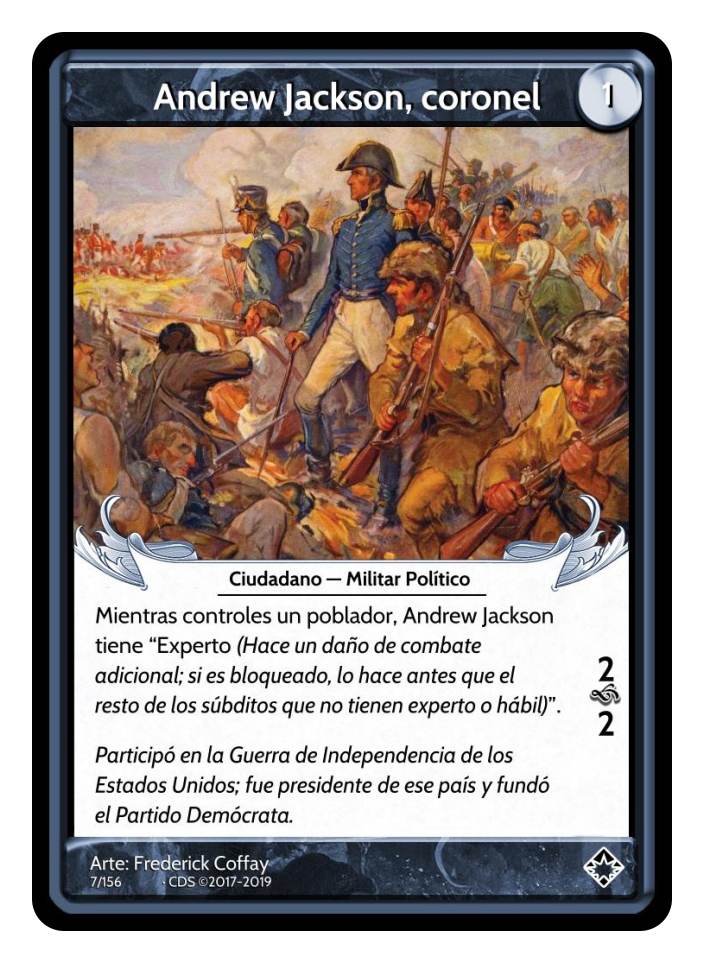 Andrew Jackson, coronel
1
Ciudadano — Militar Político
Mientras controles un poblador, Andrew Jackson
tiene “Experto (Hace un daño de combate
adicional; si es bloqueado, lo hace antes que el
resto de los súbditos que no tienen experto o hábil)”.
2
2
Participó en la Guerra de Independencia de los
Estados Unidos; fue presidente de ese país y fundó
el Partido Demócrata.
Arte: Frederick Coffay
7/156 · CDS ©2017-2019